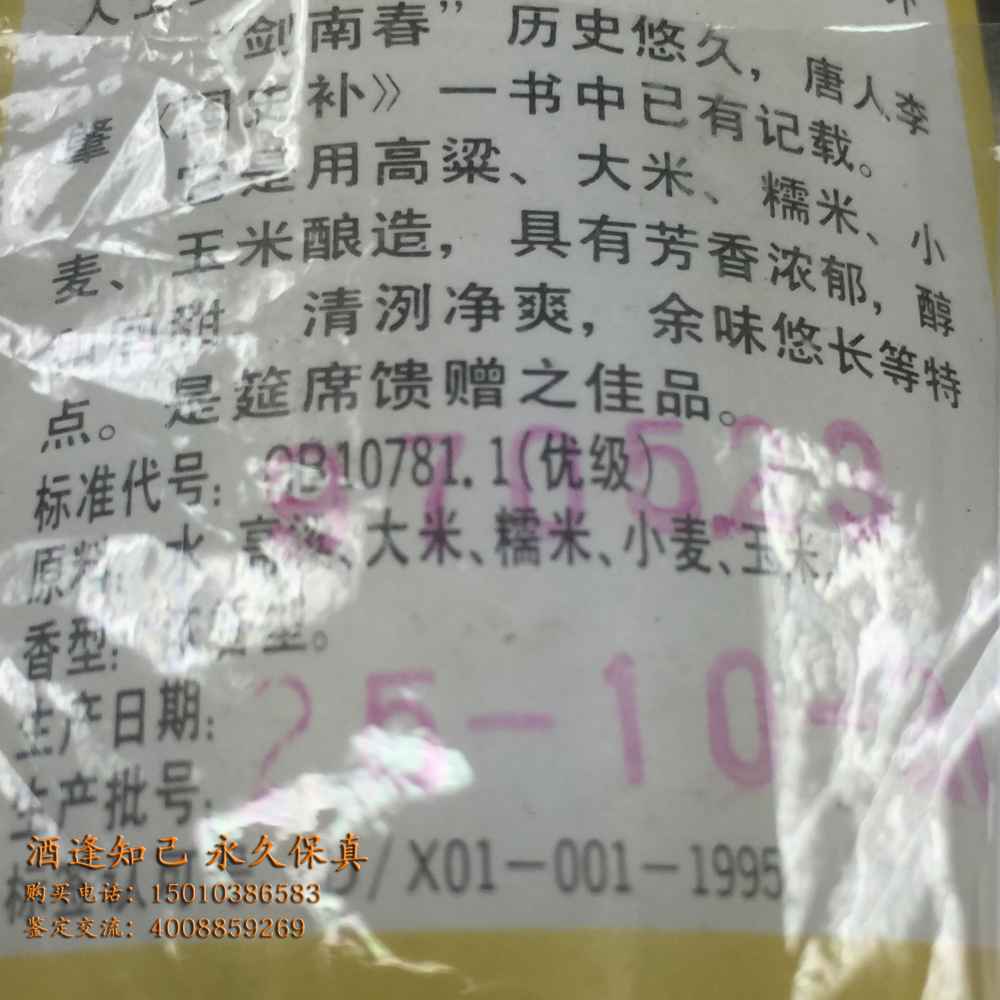 "剑南春"历史悠久，唐人李
肇《国史补》一书中已有记载。
它是用高粱、大米、糯米、小
麦、玉米酿造，具有芳香浓郁，醇
甜，清洌净爽，余味悠长等特
点。是筵席馈赠之佳品。
970523
标准代号：GB10781.1(优级)
原料：水、高粱、大米、糯米、小麦、玉米
香型：浓香型。
生产日期：
25-10-
生产批号：
/X01-001-1995
酒逢知己 永久保真
购买电话：15010386583
鉴定交流：4008859269